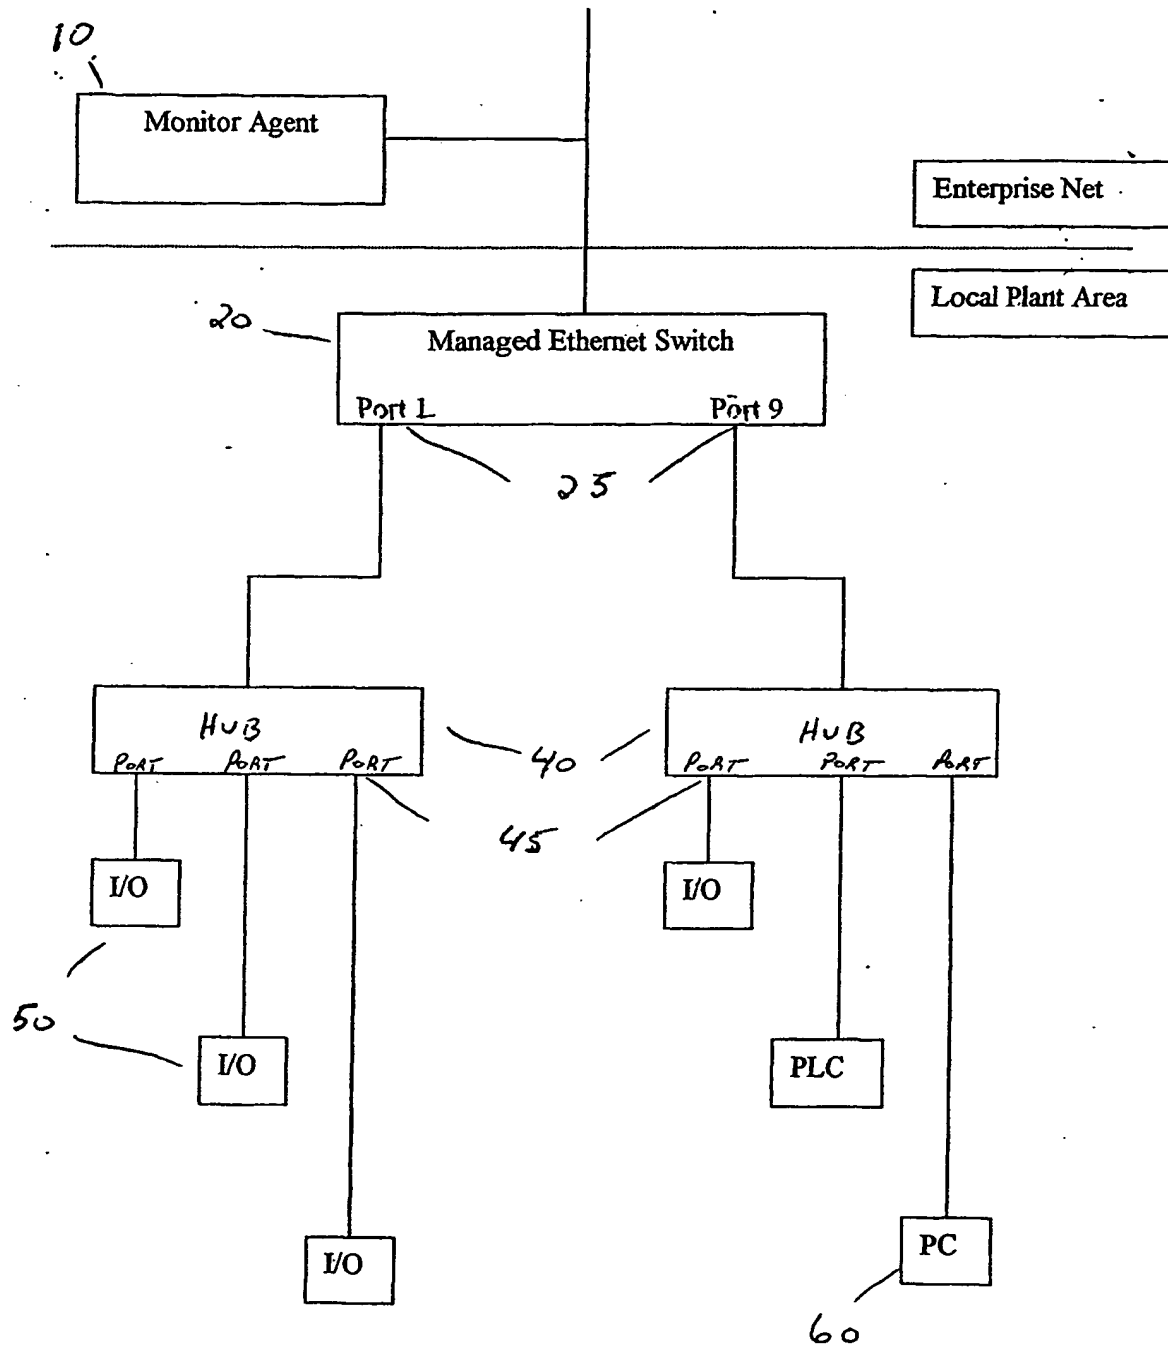 10
Monitor Agent
Enterprise Net
Local Plant Area
20
Managed Ethernet Switch
Port 1 Port 9
25
HUB HUB
PORT PORT PORT PORT PORT PORT
40
45
I/O I/O
50
I/O PLC
I/O PC
60